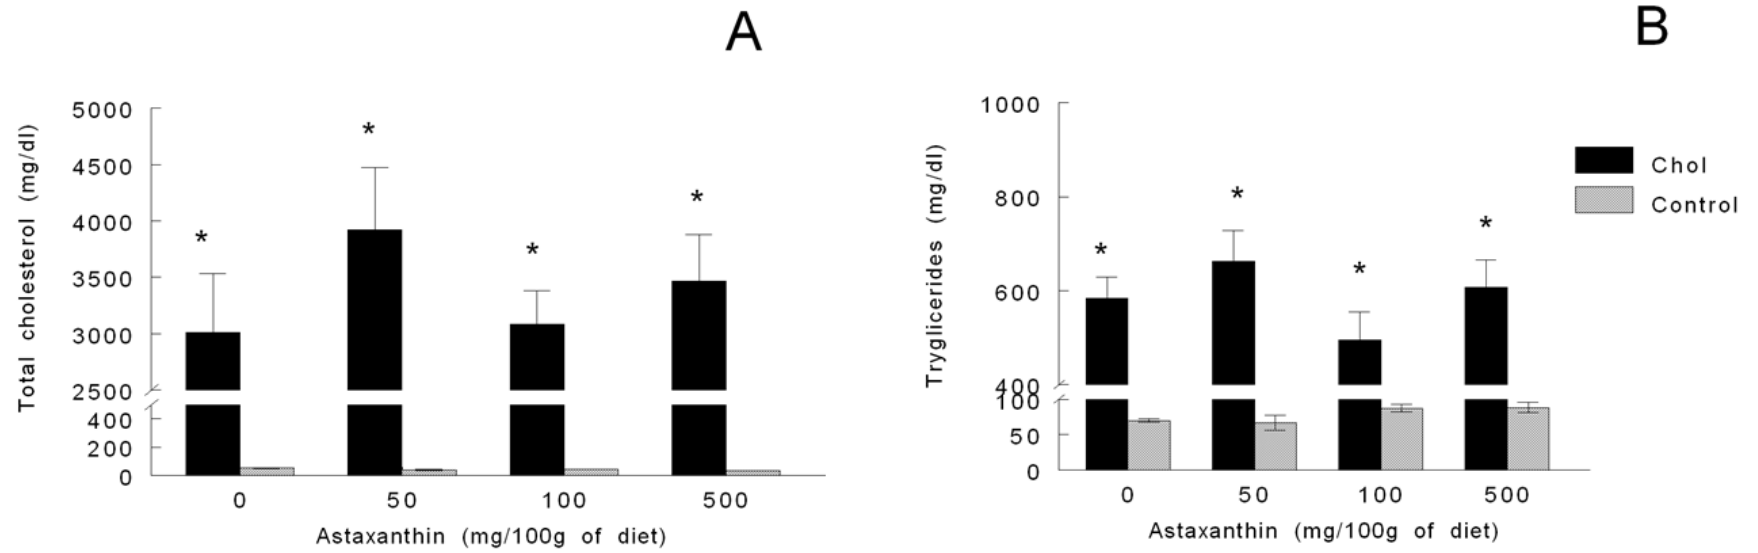 A
5000
4500
4000
3500
3000
2500
400
200
0
Total cholesterol (mg/dl)
*
*
*
*
0 50 100 500
Astaxanthin (mg/100g of diet)
B
1000
800
600
400
100
50
0
Tryglicerides (mg/dl)
*
*
*
*
0 50 100 500
Astaxanthin (mg/100g of diet)
Chol
Control